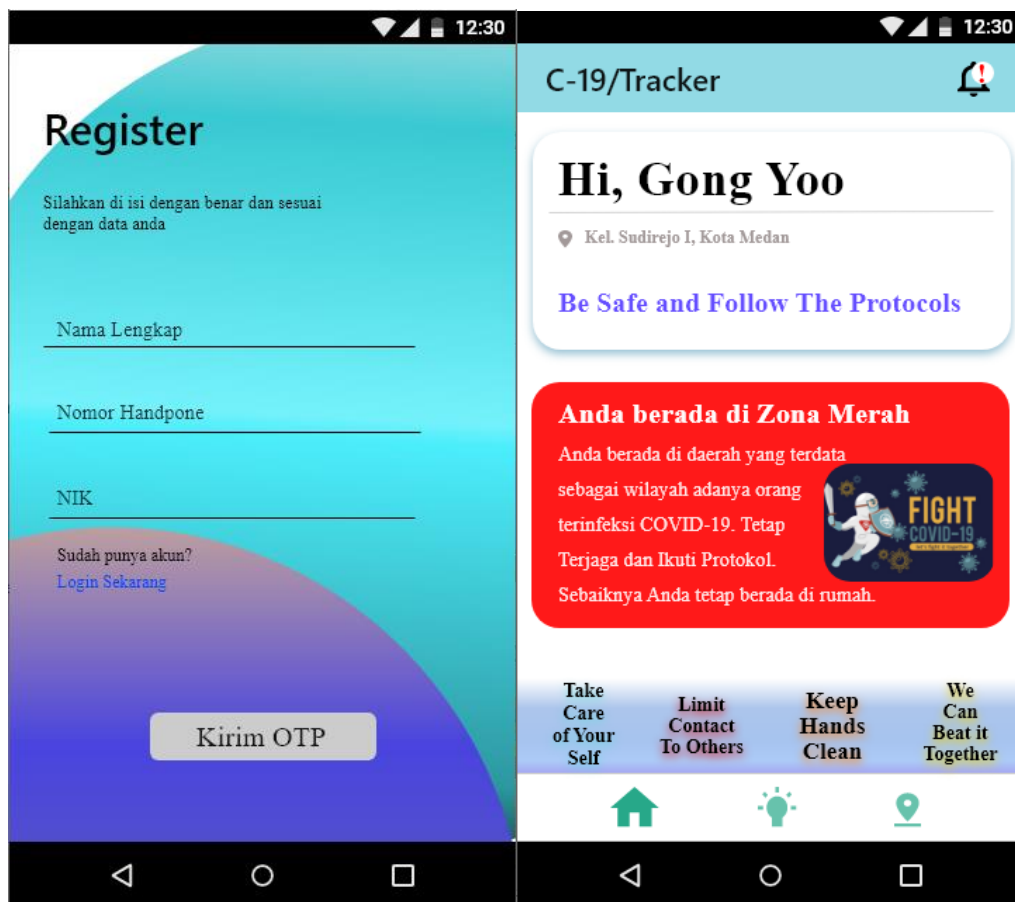 12:30
Register
Silahkan di isi dengan benar dan sesuai
dengan data anda
Nama Lengkap
Nomor Handpone
NIK
Sudah punya akun?
Login Sekarang
Kirim OTP
12:30
C-19/Tracker
Hi, Gong Yoo
Kel. Sudirejo I, Kota Medan
Be Safe and Follow The Protocols
Anda berada di Zona Merah
Anda berada di daerah yang terdata
sebagai wilayah adanya orang
terinfeksi COVID-19. Tetap
Terjaga dan Ikuti Protokol.
Sebaiknya Anda tetap berada di rumah.
FIGHT
COVID-19
let's fight it together
Take
Care
of Your
Self
Limit
Contact
To Others
Keep
Hands
Clean
We
Can
Beat it
Together